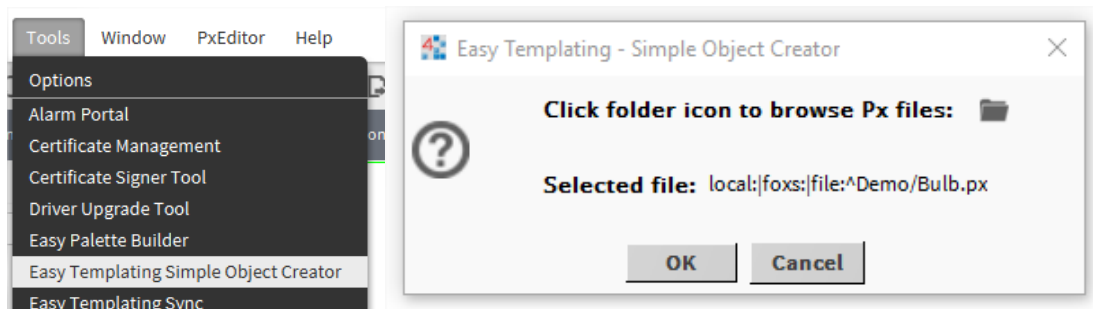 Tools Window PxEditor Help
Options
Alarm Portal
Certificate Management
Certificate Signer Tool
Driver Upgrade Tool
Easy Palette Builder
Easy Templating Simple Object Creator
Easy Templating Sync
Easy Templating - Simple Object Creator
Click folder icon to browse Px files:
Selected file: local:|foxs:|file:^Demo/Bulb.px
OK Cancel